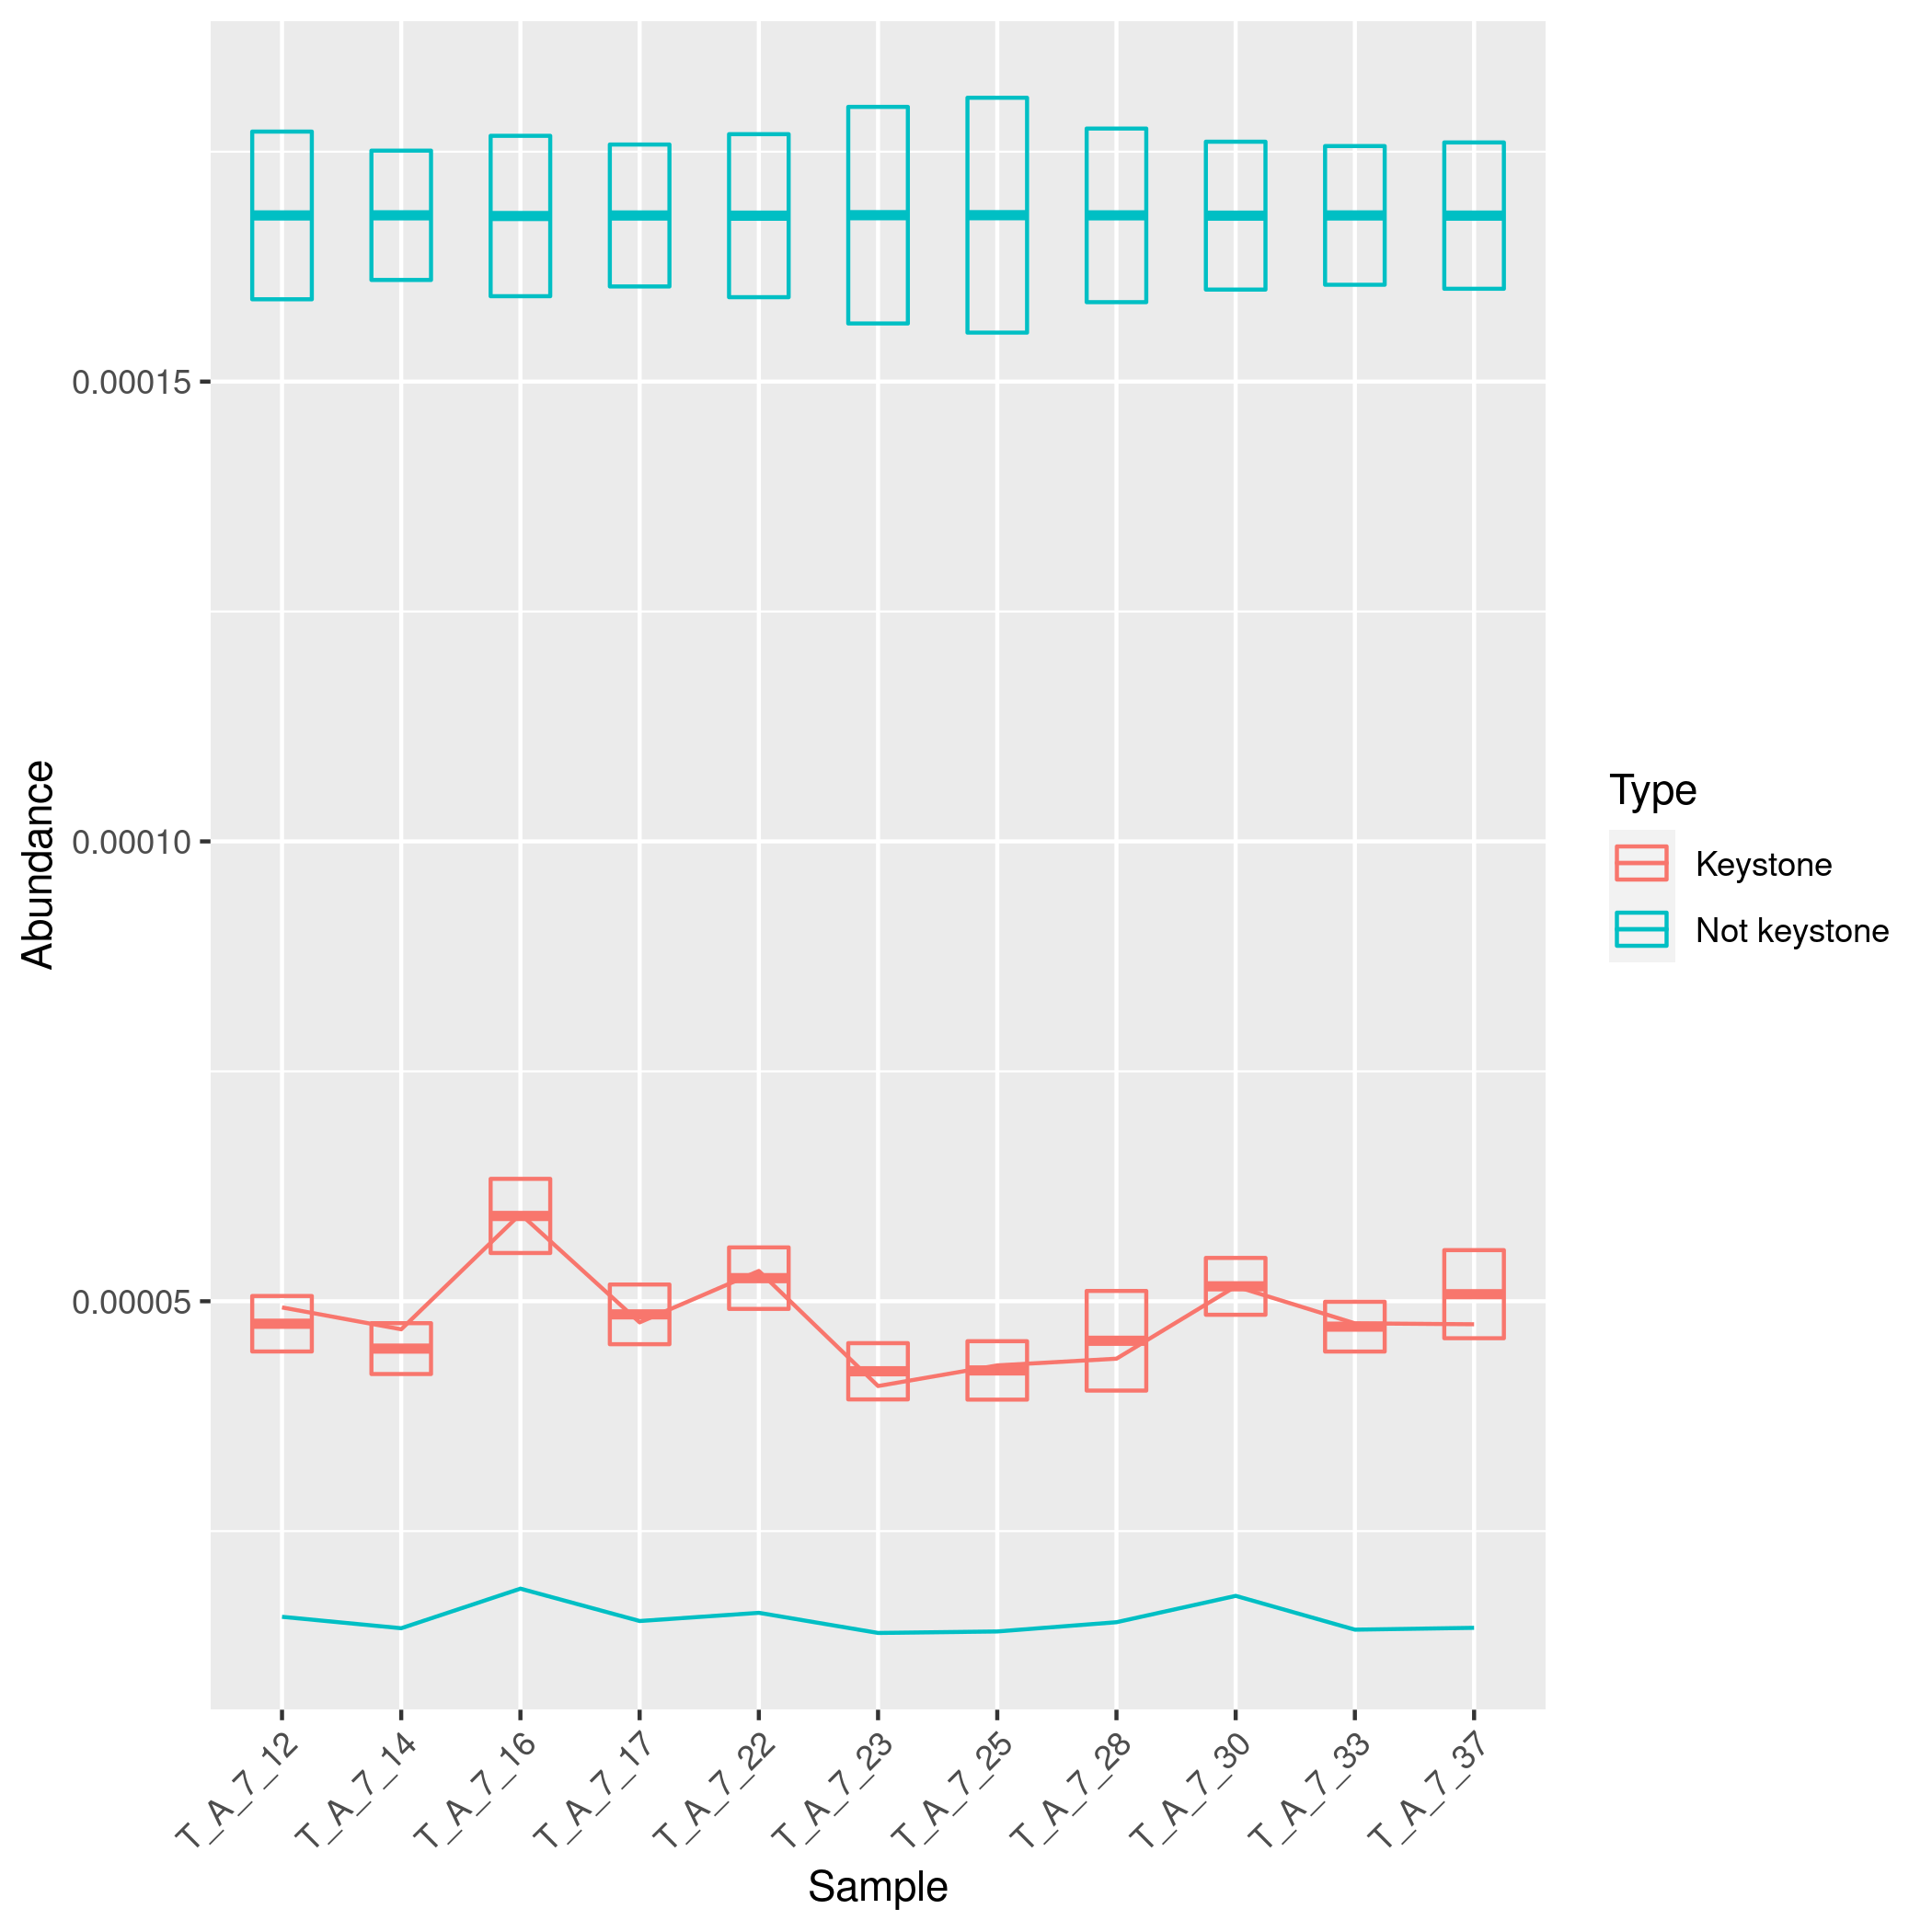 Abundance
0.00015
0.00010
0.00005
T_A_7_12
T_A_7_14
T_A_7_16
T_A_7_17
T_A_7_22
T_A_7_23
T_A_7_25
T_A_7_28
T_A_7_30
T_A_7_33
T_A_7_37
Sample
Type
Keystone
Not keystone